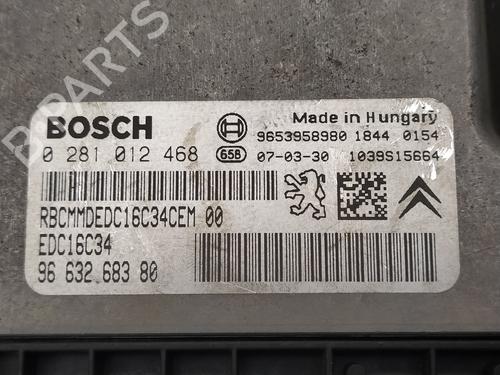 BOSCH
Made in Hungary
9653958980 1844 0154
0 281 012 468
658
07-03-30
1039S15664
RBCMMDEDC16C34CEM 00
EDC16C34
96 632 683 80
B-Parts